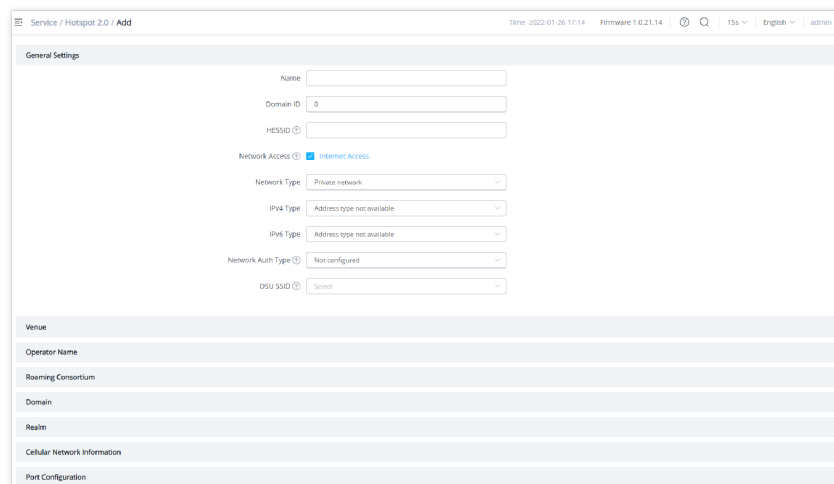 Service / Hotspot 2.0 / Add Time 2022-01-26 17:14 Firmware 1.0.21.14 15s English admin
General Settings
Name
Domain ID 0
HESSID
Network Access Internet Access
Network Type Private network
IPv4 Type Address type not available
IPv6 Type Address type not available
Network Auth Type Not configured
OSU SSID Select
Venue
Operator Name
Roaming Consortium
Domain
Realm
Cellular Network Information
Port Configuration